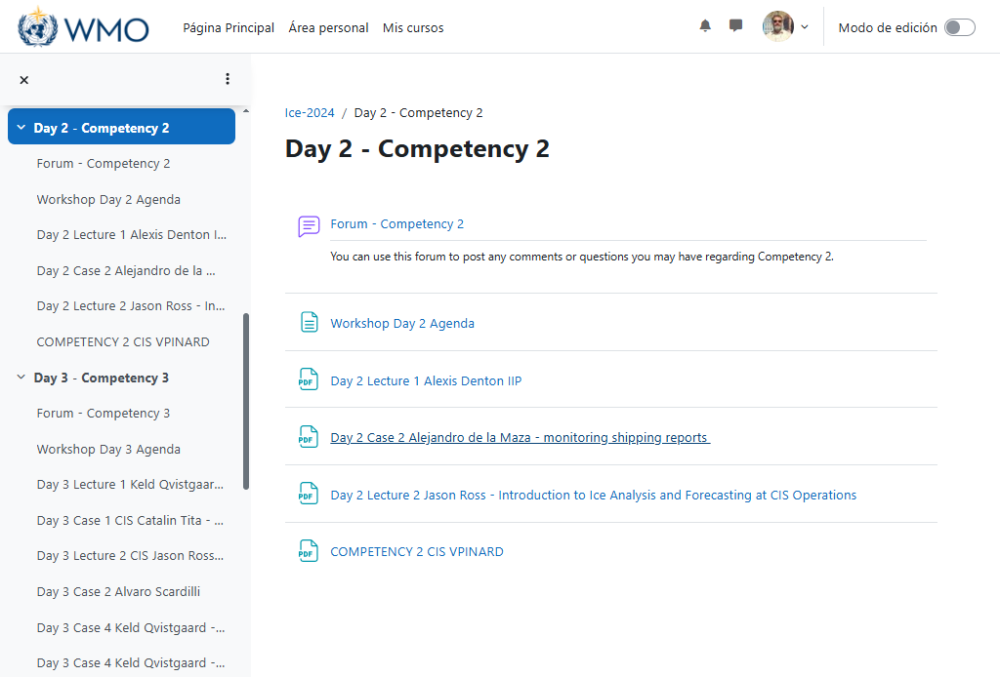 WMO
Página Principal Área personal Mis cursos
Modo de edición
Day 2 - Competency 2
Forum - Competency 2
Workshop Day 2 Agenda
Day 2 Lecture 1 Alexis Denton I...
Day 2 Case 2 Alejandro de la ...
Day 2 Lecture 2 Jason Ross - In...
COMPETENCY 2 CIS VPINARD
Day 3 - Competency 3
Forum - Competency 3
Workshop Day 3 Agenda
Day 3 Lecture 1 Keld Qvistgaar...
Day 3 Case 1 CIS Catalin Tita - ...
Day 3 Lecture 2 CIS Jason Ross...
Day 3 Case 2 Alvaro Scardilli
Day 3 Case 4 Keld Qvistgaard -...
Day 3 Case 4 Keld Qvistgaard -...
Ice-2024 / Day 2 - Competency 2
Day 2 - Competency 2
Forum - Competency 2
You can use this forum to post any comments or questions you may have regarding Competency 2.
Workshop Day 2 Agenda
PDF Day 2 Lecture 1 Alexis Denton IIP
PDF Day 2 Case 2 Alejandro de la Maza - monitoring shipping reports
PDF Day 2 Lecture 2 Jason Ross - Introduction to Ice Analysis and Forecasting at CIS Operations
PDF COMPETENCY 2 CIS VPINARD